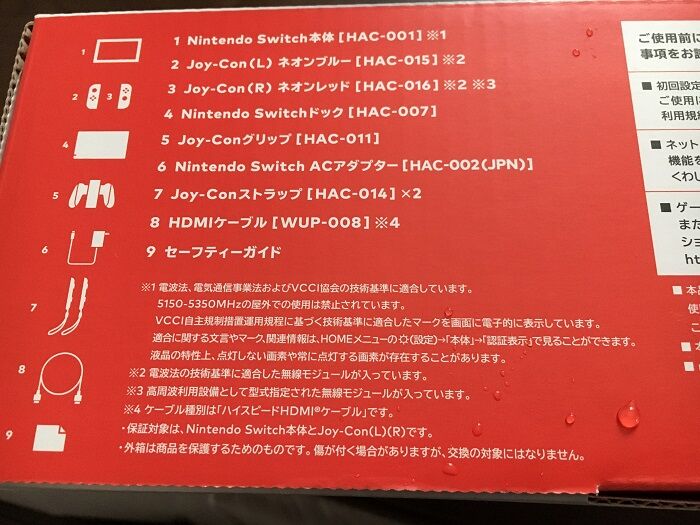 1 Nintendo Switch本体 [HAC-001] ※1
2 Joy-Con(L) ネオンブルー [HAC-015] ※2
3 Joy-Con(R) ネオンレッド [HAC-016] ※2 ※3
4 Nintendo Switchドック [HAC-007]
5 Joy-Conグリップ [HAC-011]
6 Nintendo Switch ACアダプター [HAC-002(JPN)]
7 Joy-Conストラップ [HAC-014] ×2
8 HDMIケーブル [WUP-008] ※4
9 セーフティーガイド
1
2
3
4
5
6
7
8
9
※1 電波法、電気通信事業法およびVCCI協会の技術基準に適合しています。
5150-5350MHzの屋外での使用は禁止されています。
VCCI自主規制措置運用規程に基づく技術基準に適合したマークを画面に電子的に表示しています。
適合に関する文言やマーク、関連情報は、HOMEメニューの(設定)→「本体」→「認証表示」で見ることができます。
液晶の特性上、点灯しない画素や常に点灯する画素が存在することがあります。
※2 電波法の技術基準に適合した無線モジュールが入っています。
※3 高周波利用設備として型式指定された無線モジュールが入っています。
※4 ケーブル種別は「ハイスピードHDMI®ケーブル」です。
・保証対象は、Nintendo Switch本体とJoy-Con(L)(R)です。
・外箱は商品を保護するためのものです。傷が付く場合がありますが、交換の対象にはなりません。
ご使用前に
事項をお読
■ 初回設定
ご使用に
利用規約
■ ネット
機能を
くわし
■ ゲー
また
ショ
ht
■ 本
使
こ
■ 本